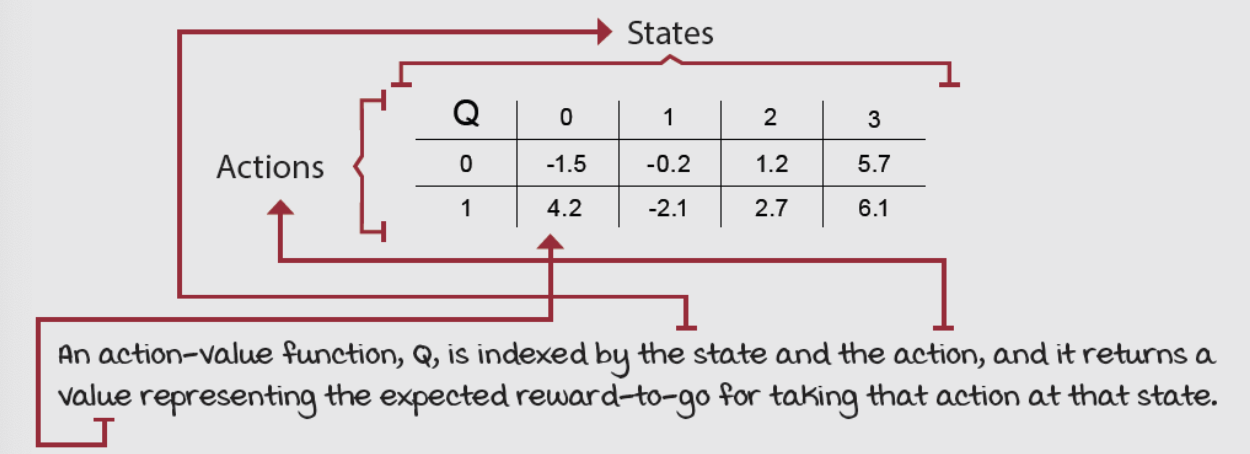 States
Actions
Q 0 1 2 3
0 -1.5 -0.2 1.2 5.7
1 4.2 -2.1 2.7 6.1
An action-value function, Q, is indexed by the state and the action, and it returns a
value representing the expected reward-to-go for taking that action at that state.